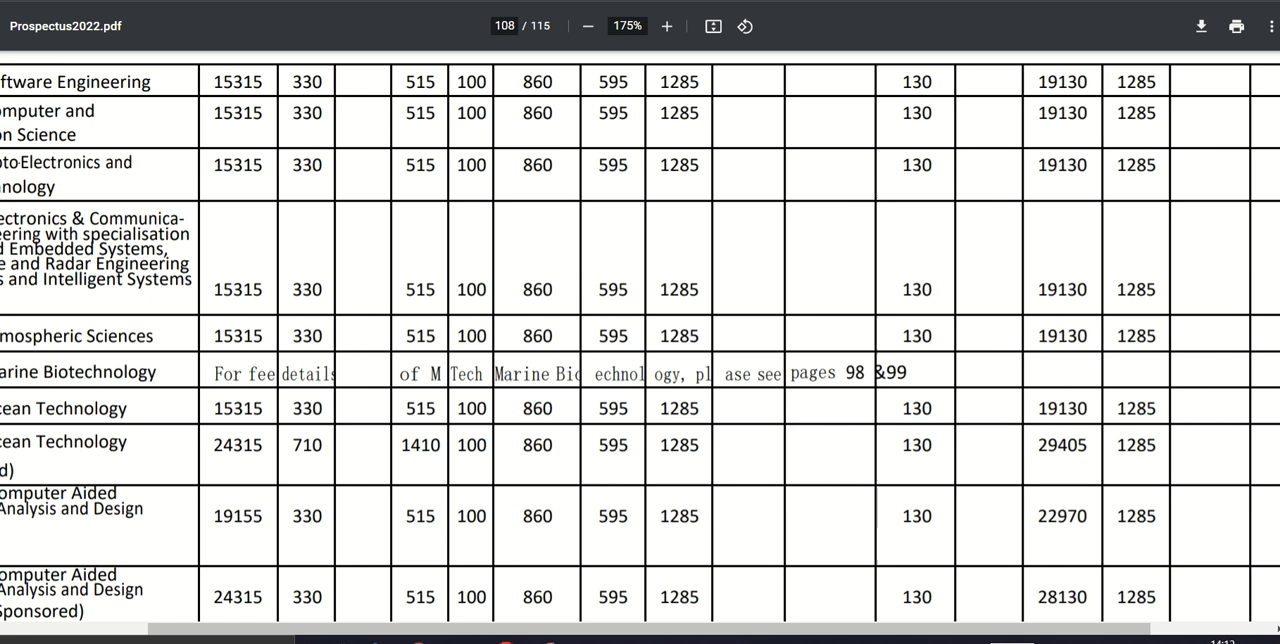 Prospectus2022.pdf 108 / 115 175%
ftware Engineering 15315 330 515 100 860 595 1285 130 19130 1285
mputer and 15315 330 515 100 860 595 1285 130 19130 1285
n Science
to-Electronics and 15315 330 515 100 860 595 1285 130 19130 1285
nology
ectronics & Communica-
ering with specialisation
d Embedded Systems,
e and Radar Engineering
s and Intelligent Systems 15315 330 515 100 860 595 1285 130 19130 1285
mospheric Sciences 15315 330 515 100 860 595 1285 130 19130 1285
arine Biotechnology For fee details of M Tech Marine Bio echnol ogy, pl ase see pages 98 &99
cean Technology 15315 330 515 100 860 595 1285 130 19130 1285
cean Technology 24315 710 1410 100 860 595 1285 130 29405 1285
d)
omputer Aided
Analysis and Design 19155 330 515 100 860 595 1285 130 22970 1285
omputer Aided
Analysis and Design
Sponsored) 24315 330 515 100 860 595 1285 130 28130 1285